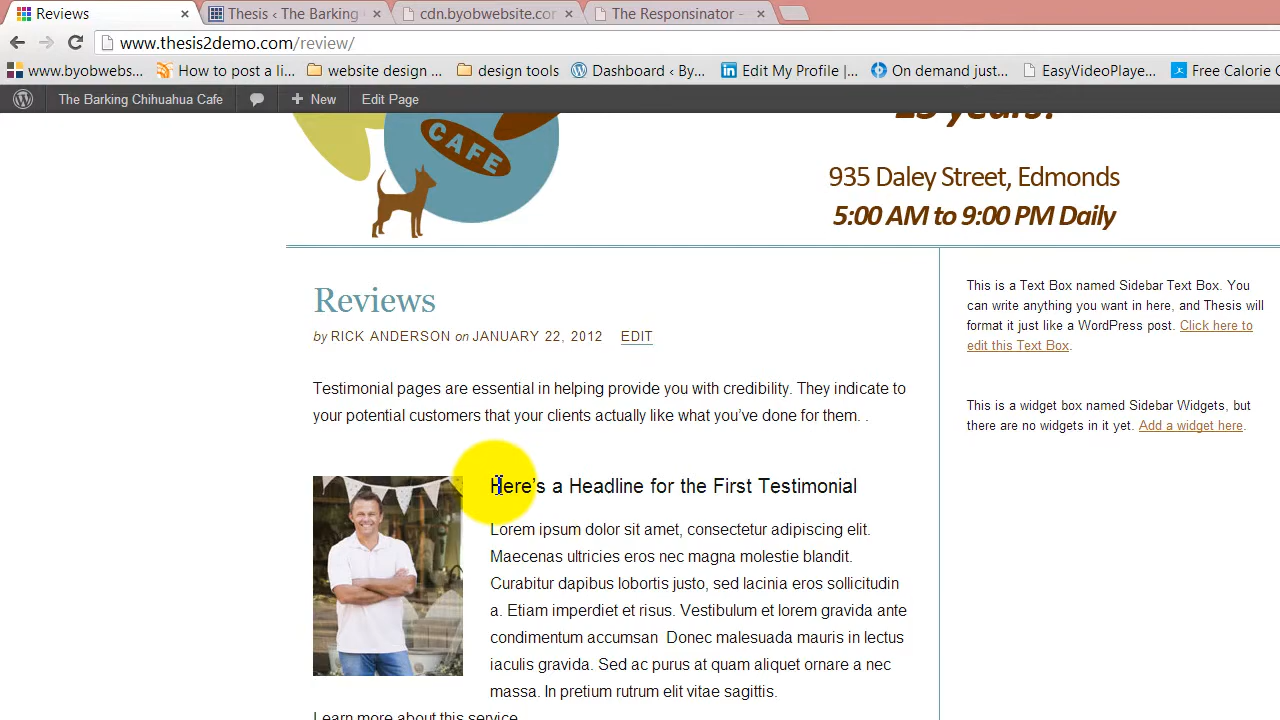 Reviews
Thesis ‹ The Barking
cdn.byobwebsite.cor
The Responsinator -
www.thesis2demo.com/review/
www.byobwebs...
How to post a li...
website design ...
design tools
Dashboard ‹ By...
Edit My Profile |...
On demand just...
EasyVideoPlaye...
Free Calorie C
The Barking Chihuahua Cafe
New
Edit Page
CAFE
25 years!
935 Daley Street, Edmonds
5:00 AM to 9:00 PM Daily
Reviews
by RICK ANDERSON on JANUARY 22, 2012 EDIT
Testimonial pages are essential in helping provide you with credibility. They indicate to
your potential customers that your clients actually like what you've done for them. .
Here's a Headline for the First Testimonial
Lorem ipsum dolor sit amet, consectetur adipiscing elit.
Maecenas ultricies eros nec magna molestie blandit.
Curabitur dapibus lobortis justo, sed lacinia eros sollicitudin
a. Etiam imperdiet et risus. Vestibulum et lorem gravida ante
condimentum accumsan  Donec malesuada mauris in lectus
iaculis gravida. Sed ac purus at quam aliquet ornare a nec
massa. In pretium rutrum elit vitae sagittis.
Learn more about this service
This is a Text Box named Sidebar Text Box. You
can write anything you want in here, and Thesis will
format it just like a WordPress post. Click here to
edit this Text Box.
This is a widget box named Sidebar Widgets, but
there are no widgets in it yet. Add a widget here.